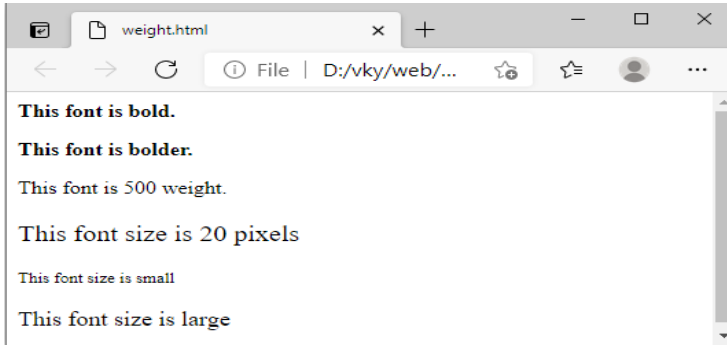 weight.html
File | D:/vky/web/...
This font is bold.
This font is bolder.
This font is 500 weight.
This font size is 20 pixels
This font size is small
This font size is large